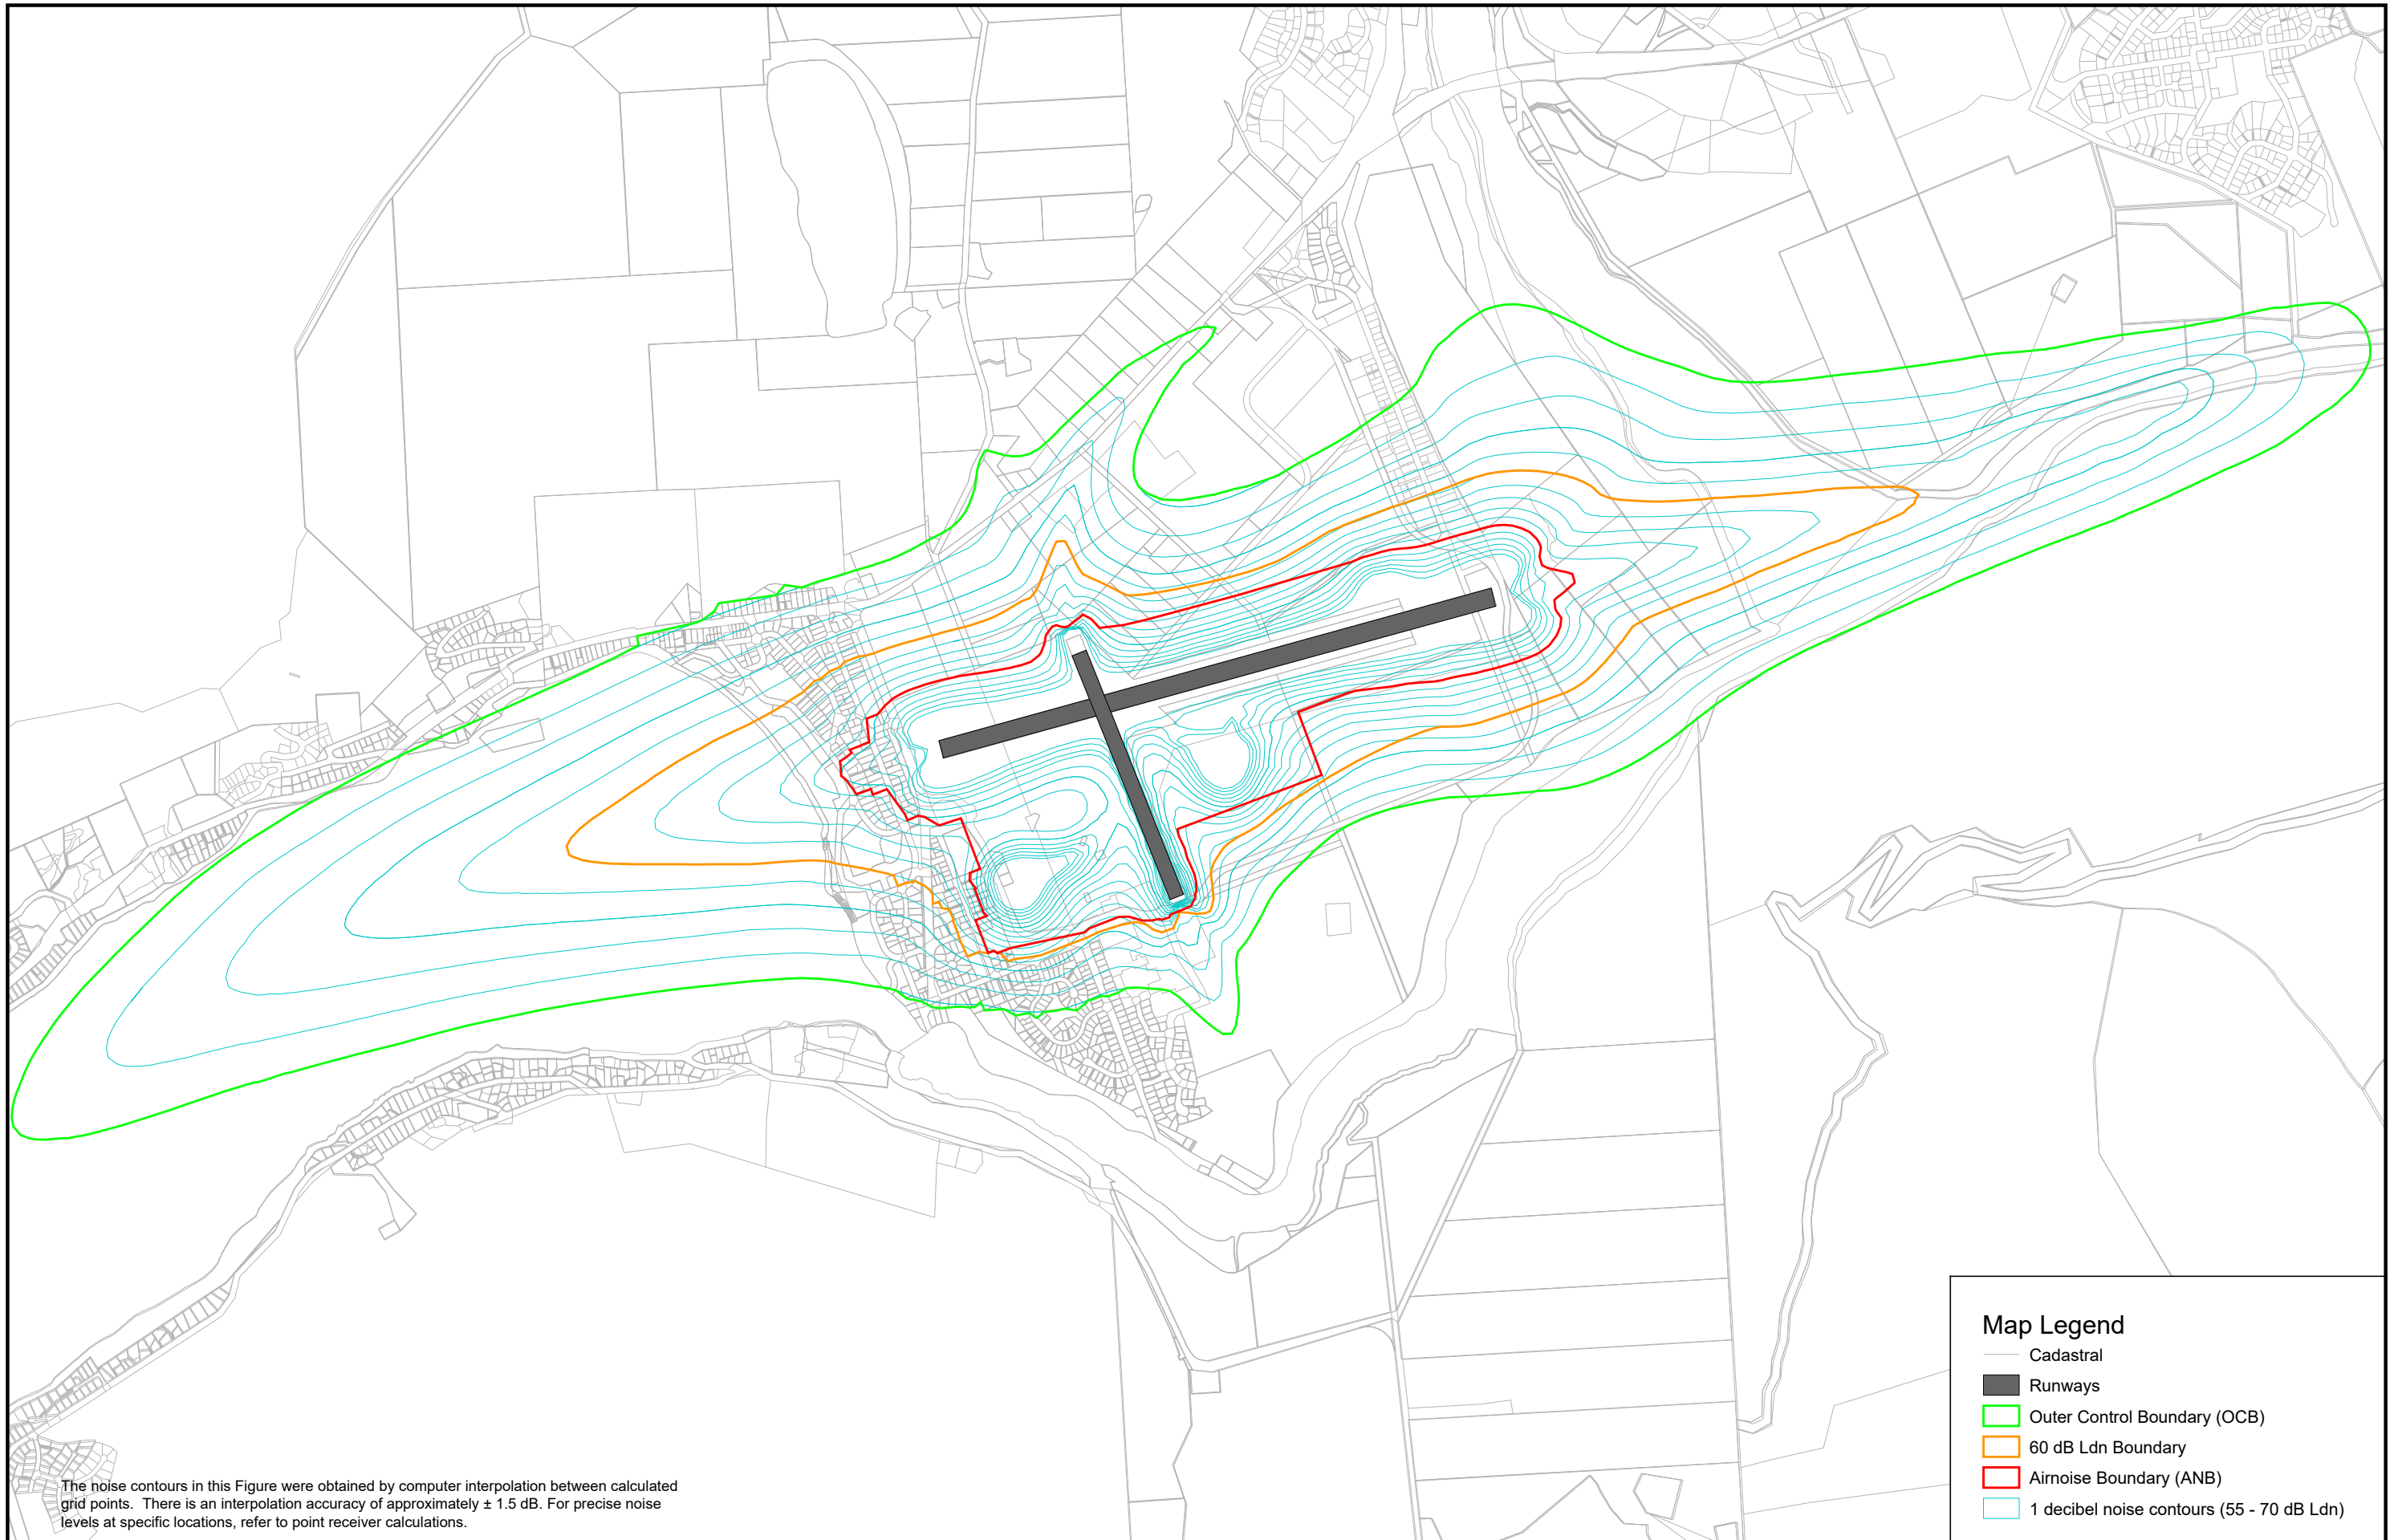 The noise contours in this Figure were obtained by computer interpolation between calculated
grid points.  There is an interpolation accuracy of approximately ± 1.5 dB. For precise noise
levels at specific locations, refer to point receiver calculations.
Map Legend
Cadastral
Runways
Outer Control Boundary (OCB)
60 dB Ldn Boundary
Airnoise Boundary (ANB)
1 decibel noise contours (55 - 70 dB Ldn)